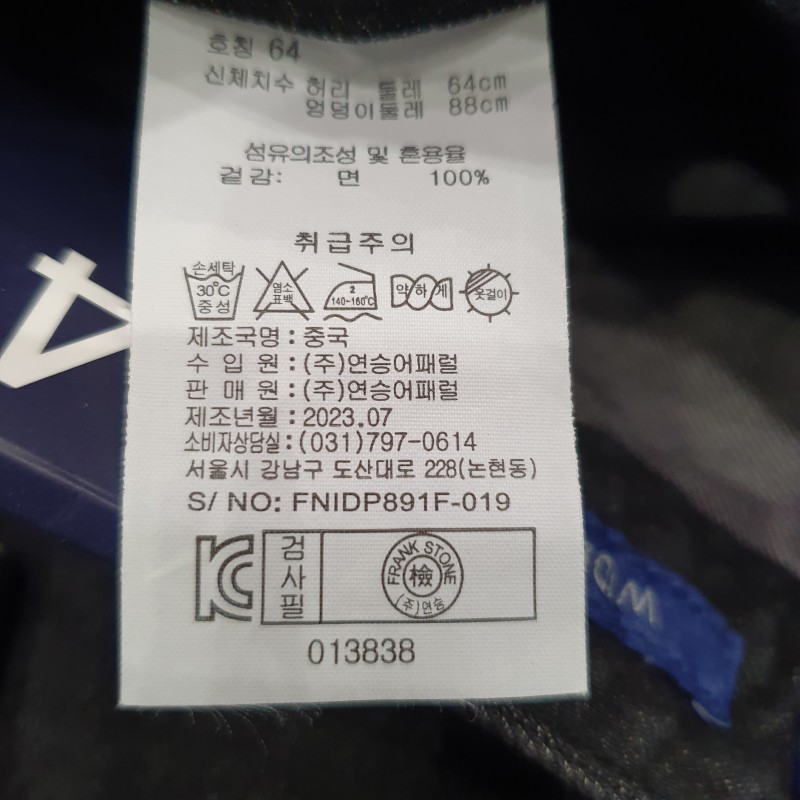 호칭 64
신체치수 허리 둘레 64cm
엉덩이둘레 88cm
섬유의조성 및 혼용율
겉감: 면 100%
취급주의
손세탁 30°C 중성
염소 표백
2 140~160°C
약하게
옷걸이
제조국명 : 중국
수입원 : (주)연승어패럴
판매원 : (주)연승어패럴
제조년월 : 2023.07
소비자상담실 : (031)797-0614
서울시 강남구 도산대로 228(논현동)
S/ NO: FNIDP891F-019
KC 검사필 FRANK STONE 檢 (주)연승
013838
4